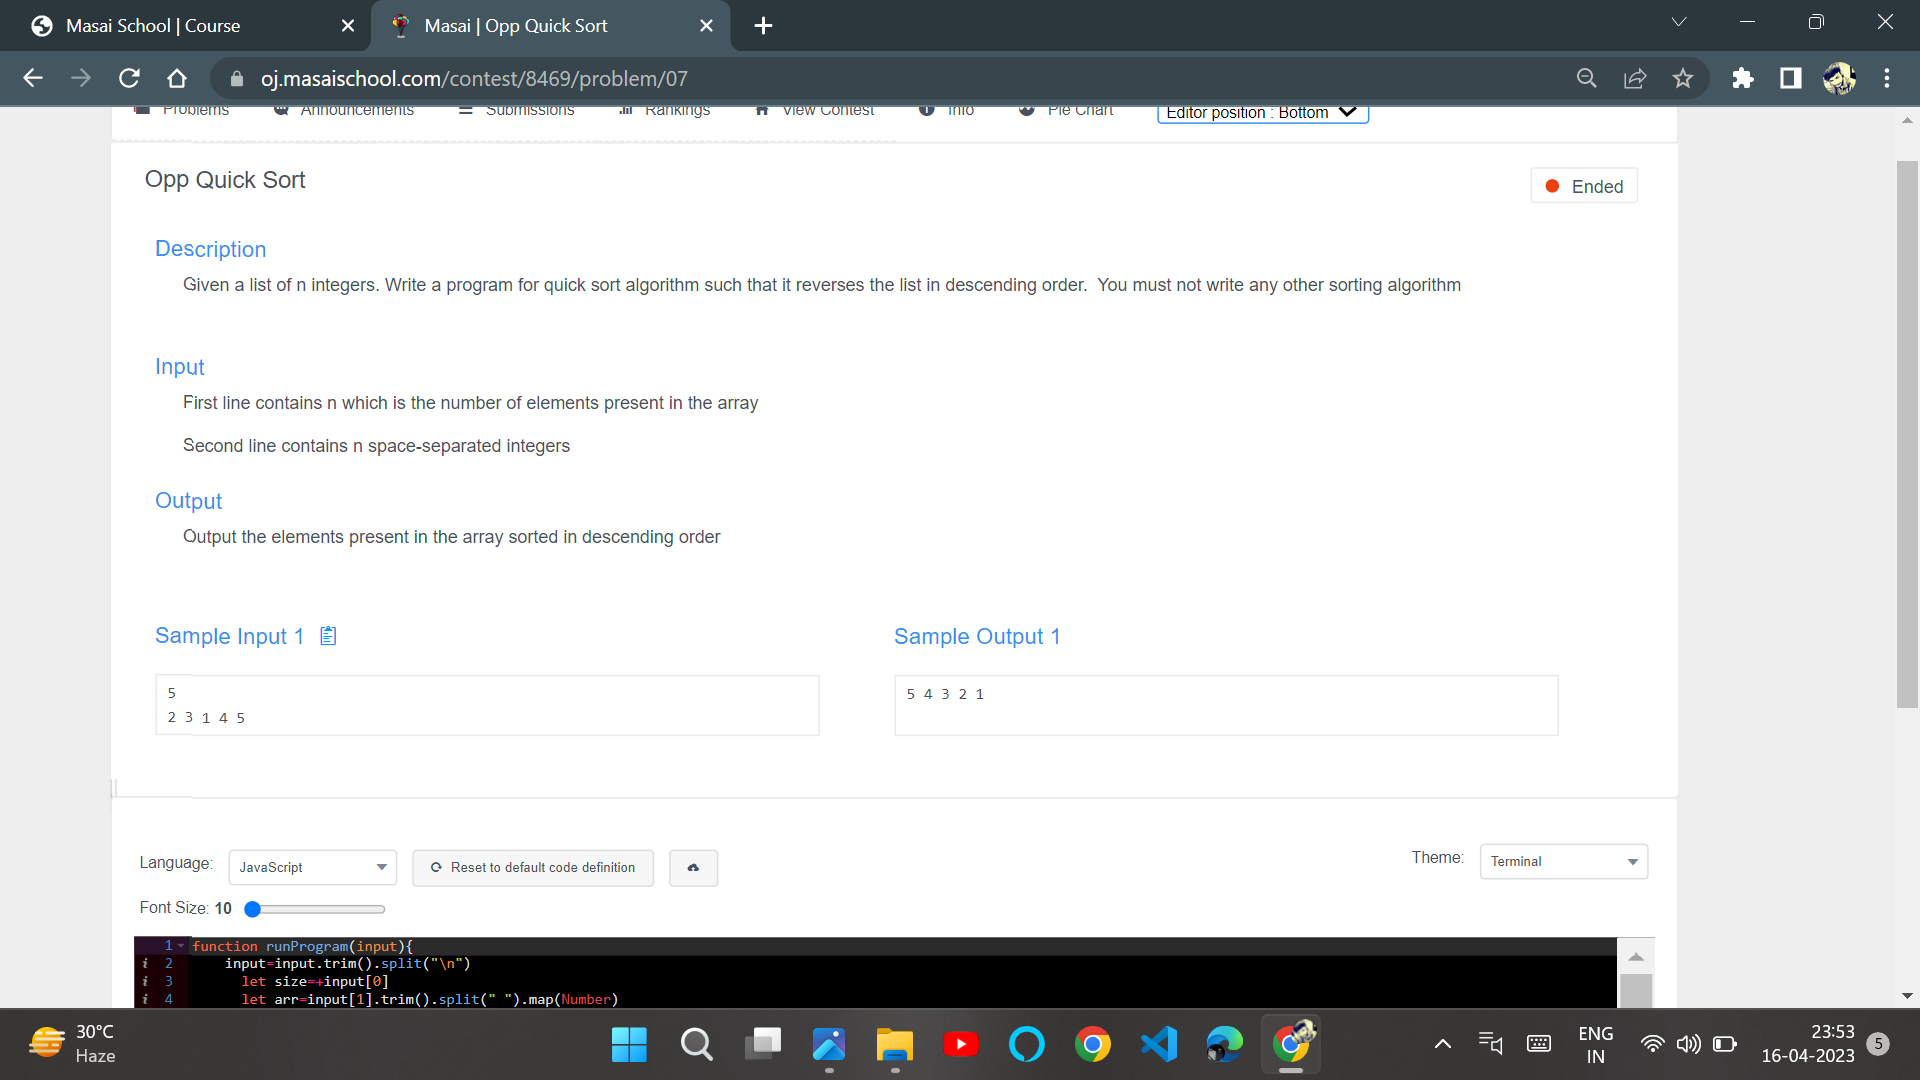 Masai School | Course
Masai | Opp Quick Sort
oj.masaischool.com/contest/8469/problem/07
Problems Announcements Submissions Rankings View Contest Info Pie Chart Editor position : Bottom
Opp Quick Sort
Ended
Description
Given a list of n integers. Write a program for quick sort algorithm such that it reverses the list in descending order. You must not write any other sorting algorithm
Input
First line contains n which is the number of elements present in the array
Second line contains n space-separated integers
Output
Output the elements present in the array sorted in descending order
Sample Input 1
Sample Output 1
5
2 3 1 4 5
5 4 3 2 1
Language: JavaScript Reset to default code definition
Theme: Terminal
Font Size: 10
1 function runProgram(input){
i 2 input=input.trim().split("\n")
i 3 let size=+input[0]
i 4 let arr=input[1].trim().split(" ").map(Number)
30°C
Haze
ENG
IN
23:53
16-04-2023
5